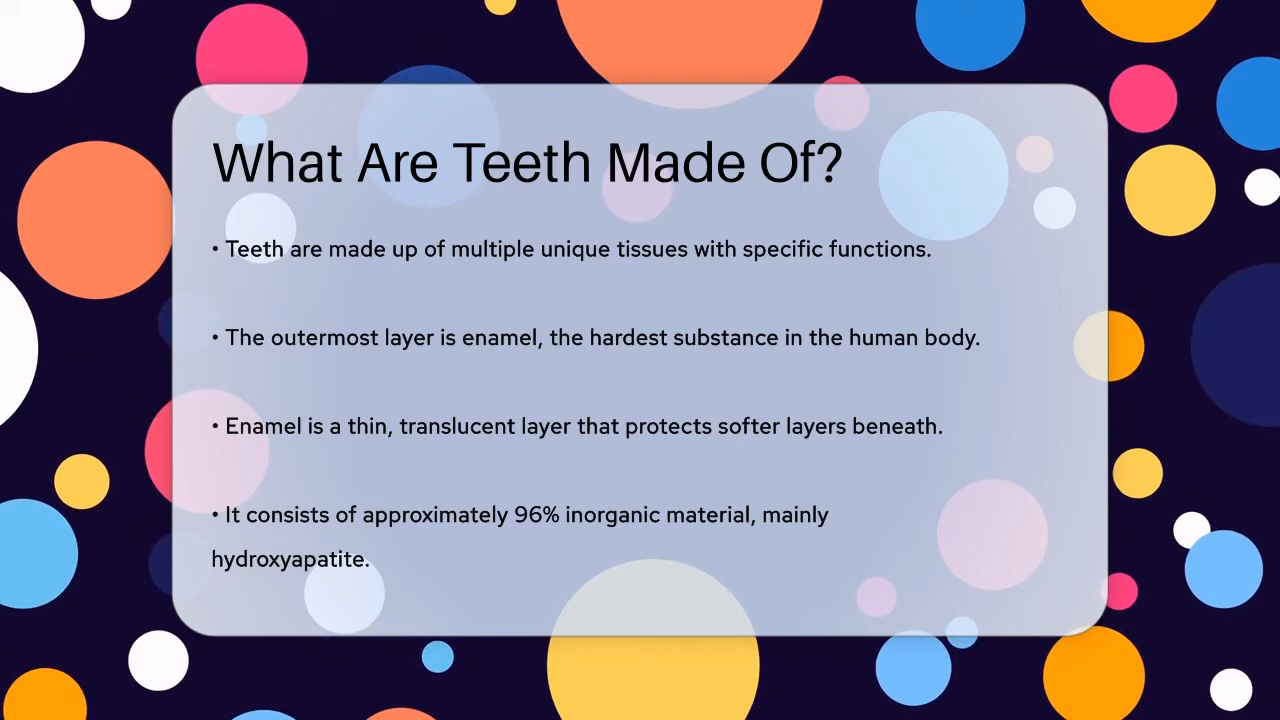 What Are Teeth Made Of?
• Teeth are made up of multiple unique tissues with specific functions.
• The outermost layer is enamel, the hardest substance in the human body.
• Enamel is a thin, translucent layer that protects softer layers beneath.
• It consists of approximately 96% inorganic material, mainly
hydroxyapatite.